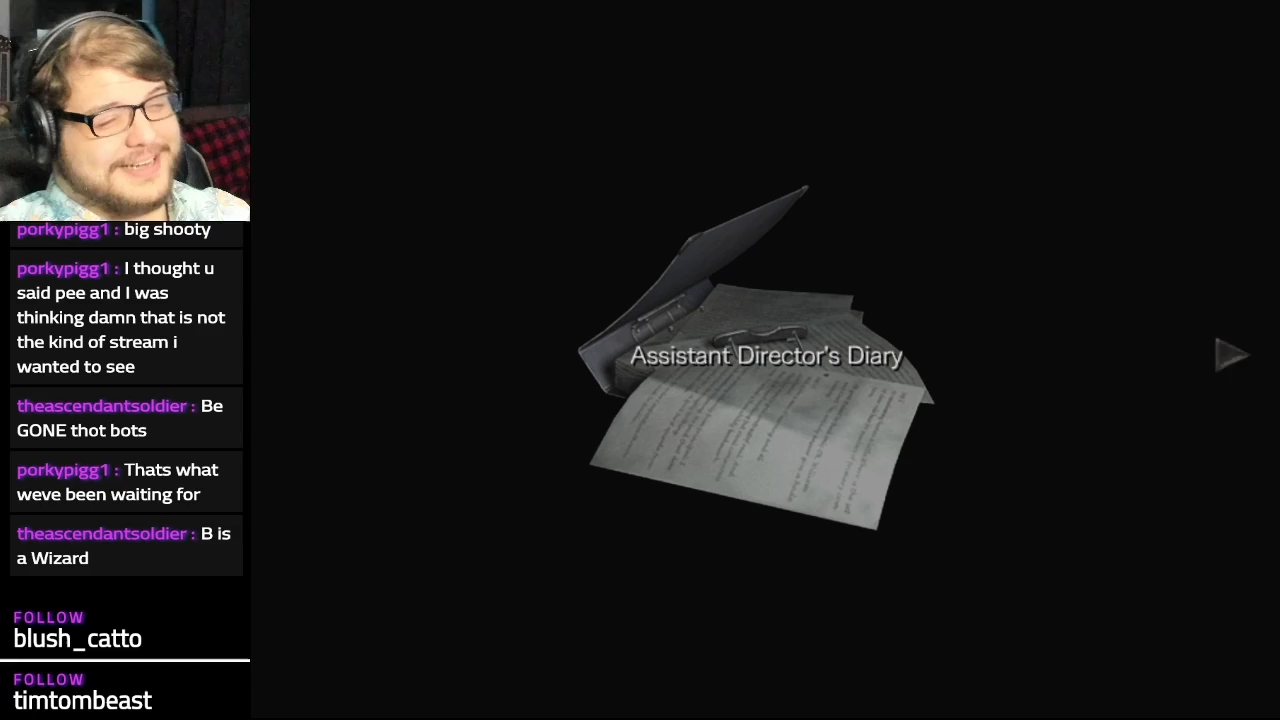 porkypigg1 : big shooty
porkypigg1 : I thought u
said pee and I was
thinking damn that is not
the kind of stream i
wanted to see
theascendantsoldier : Be
GONE thot bots
porkypigg1 : Thats what
weve been waiting for
theascendantsoldier : B is
a Wizard
FOLLOW
blush_catto
FOLLOW
timtombeast
Assistant Director's Diary